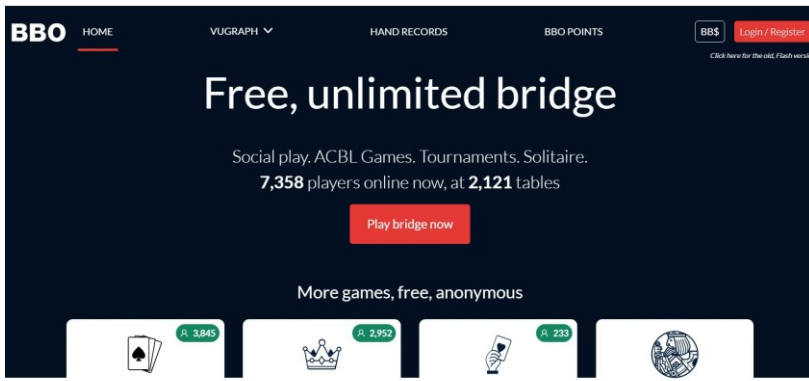 BBO HOME VUGRAPH HAND RECORDS BBO POINTS BB$ Login / Register
Click here for the old, Flash versi
Free, unlimited bridge
Social play. ACBL Games. Tournaments. Solitaire.
7,358 players online now, at 2,121 tables
Play bridge now
More games, free, anonymous
3,845 2,952 233